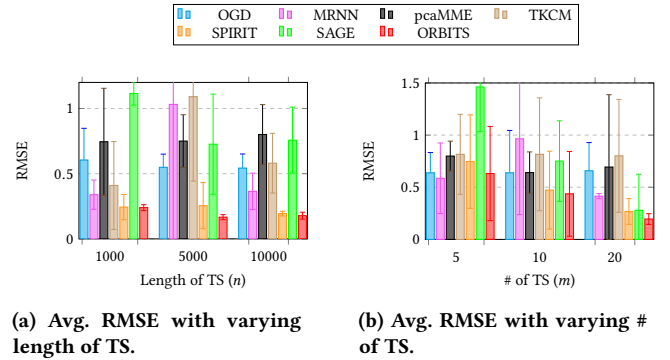 OGD MRNN pcaMME TKCM
SPIRIT SAGE ORBITS
1
0.5
0
RMSE
1000 5000 10000
Length of TS (n)
(a) Avg. RMSE with varying
length of TS.
1.5
1
0.5
0
RMSE
5 10 20
# of TS (m)
(b) Avg. RMSE with varying #
of TS.